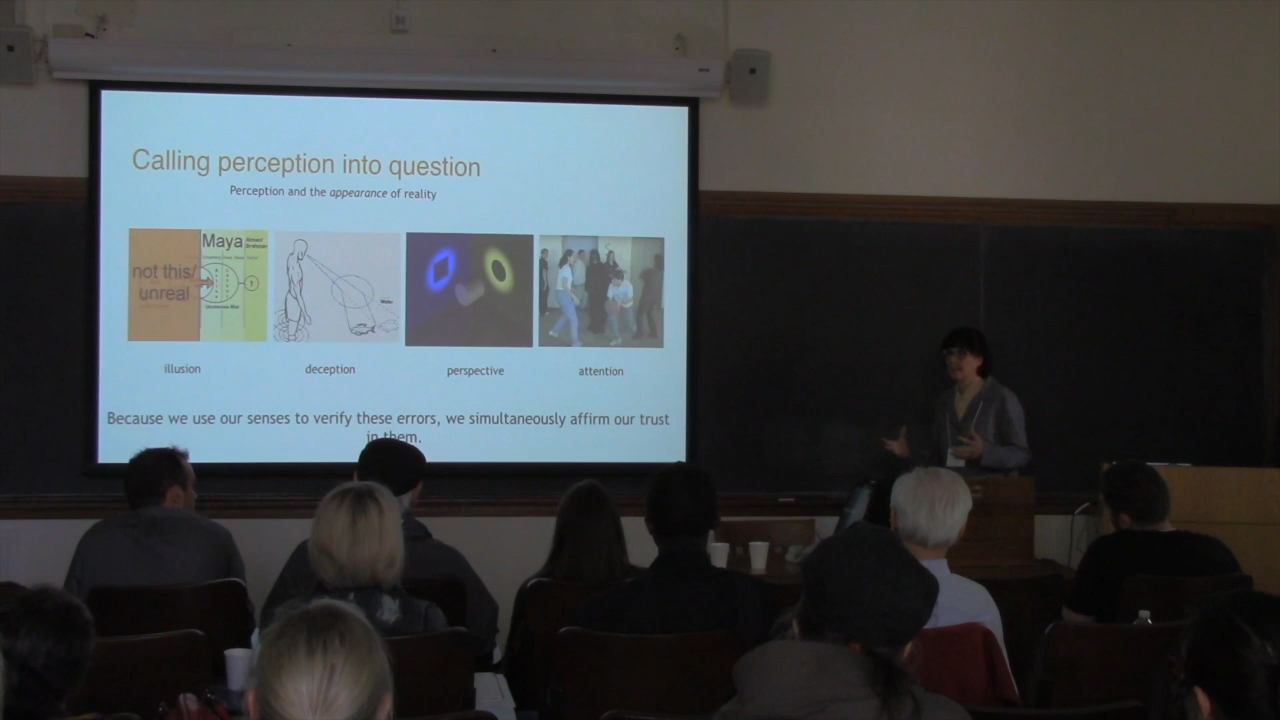 Calling perception into question
Perception and the appearance of reality
Maya
not this/
unreal
?
Water
illusion
deception
perspective
attention
Because we use our senses to verify these errors, we simultaneously affirm our trust
in them.